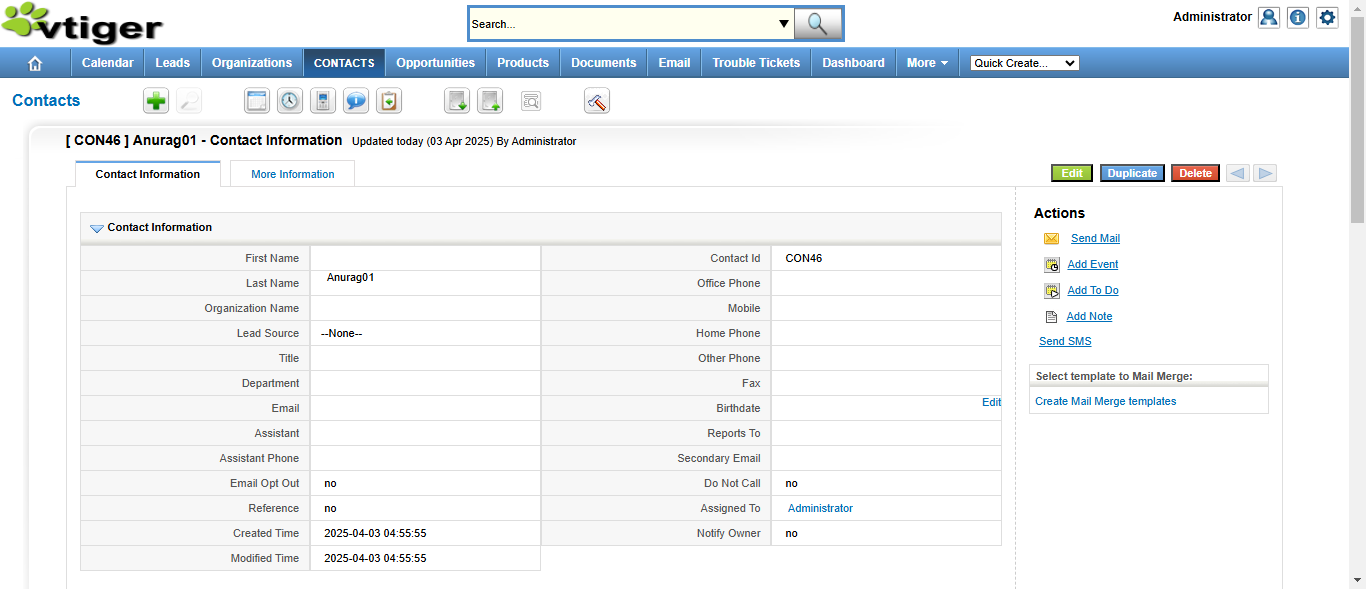 vtiger
Search...
Administrator
Calendar Leads Organizations CONTACTS Opportunities Products Documents Email Trouble Tickets Dashboard More Quick Create...
Contacts
[ CON46 ] Anurag01 - Contact Information Updated today (03 Apr 2025) By Administrator
Contact Information More Information
Edit Duplicate Delete
Contact Information
First Name Contact Id CON46
Last Name Anurag01 Office Phone
Organization Name Mobile
Lead Source --None-- Home Phone
Title Other Phone
Department Fax
Email Birthdate Edit
Assistant Reports To
Assistant Phone Secondary Email
Email Opt Out no Do Not Call no
Reference no Assigned To Administrator
Created Time 2025-04-03 04:55:55 Notify Owner no
Modified Time 2025-04-03 04:55:55
Actions
Send Mail
Add Event
Add To Do
Add Note
Send SMS
Select template to Mail Merge:
Create Mail Merge templates